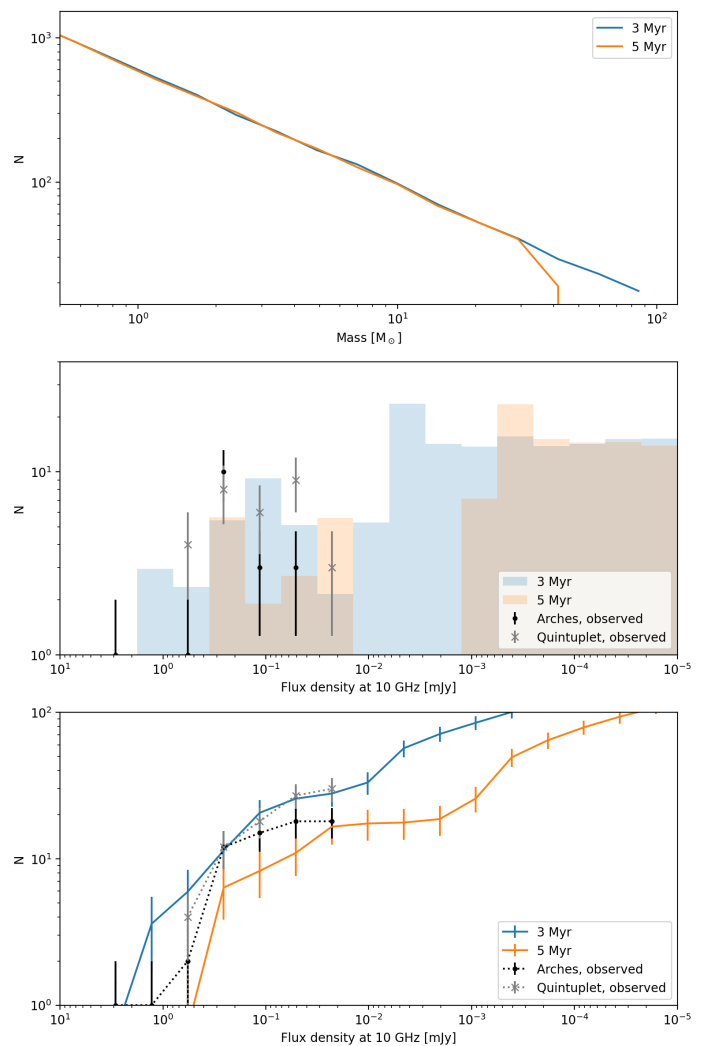 3 Myr
5 Myr
10³
10²
N
10⁰
10¹
10²
Mass [M⊙]
10¹
10⁰
N
3 Myr
5 Myr
Arches, observed
Quintuplet, observed
10¹
10⁰
10⁻¹
10⁻²
10⁻³
10⁻⁴
10⁻⁵
Flux density at 10 GHz [mJy]
10²
10¹
10⁰
N
3 Myr
5 Myr
Arches, observed
Quintuplet, observed
10¹
10⁰
10⁻¹
10⁻²
10⁻³
10⁻⁴
10⁻⁵
Flux density at 10 GHz [mJy]